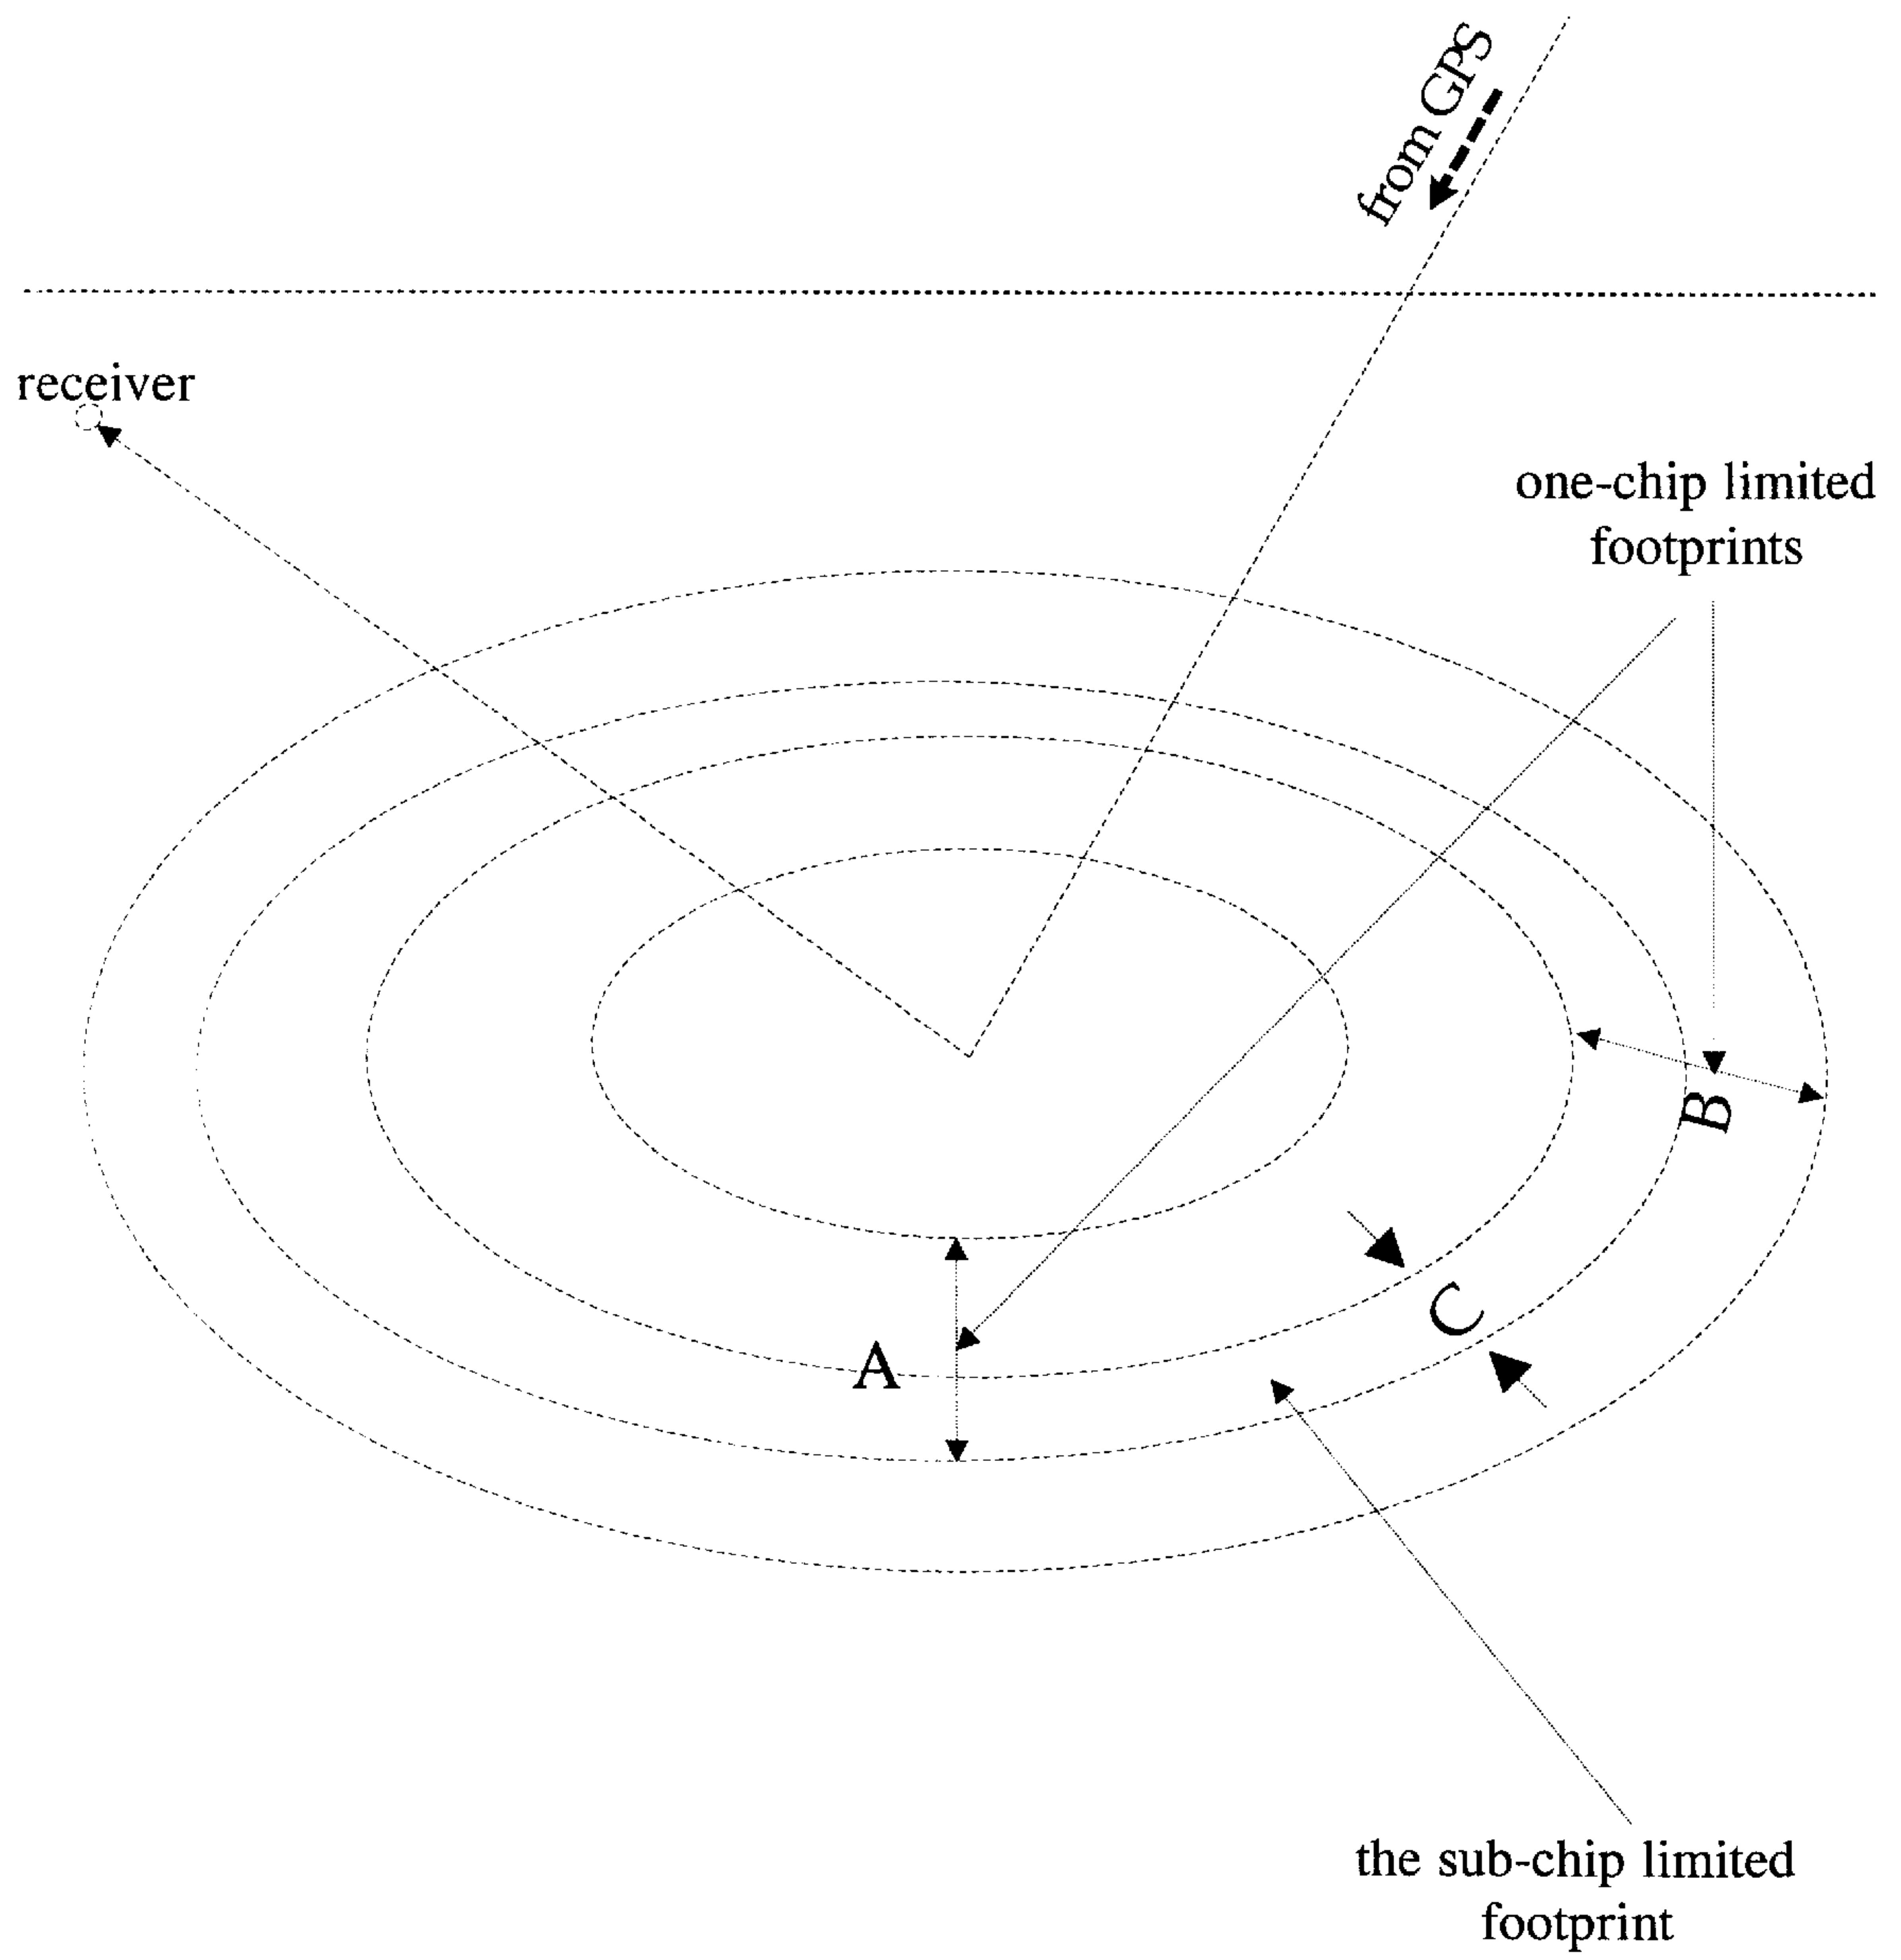 from GPS
receiver
one-chip limited
footprints
B
C
A
the sub-chip limited
footprint